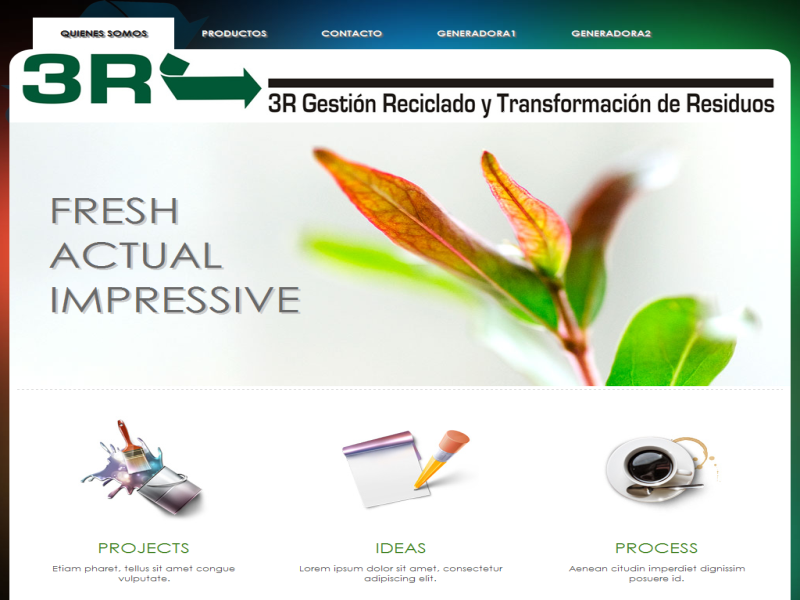 QUIENES SOMOS PRODUCTOS CONTACTO GENERADORA1 GENERADORA2
3R
3R Gestión Reciclado y Transformación de Residuos
FRESH
ACTUAL
IMPRESSIVE
PROJECTS
Etiam pharet, tellus sit amet congue
vulputate.
IDEAS
Lorem ipsum dolor sit amet, consectetur
adipiscing elit.
PROCESS
Aenean citudin imperdiet dignissim
posuere id.